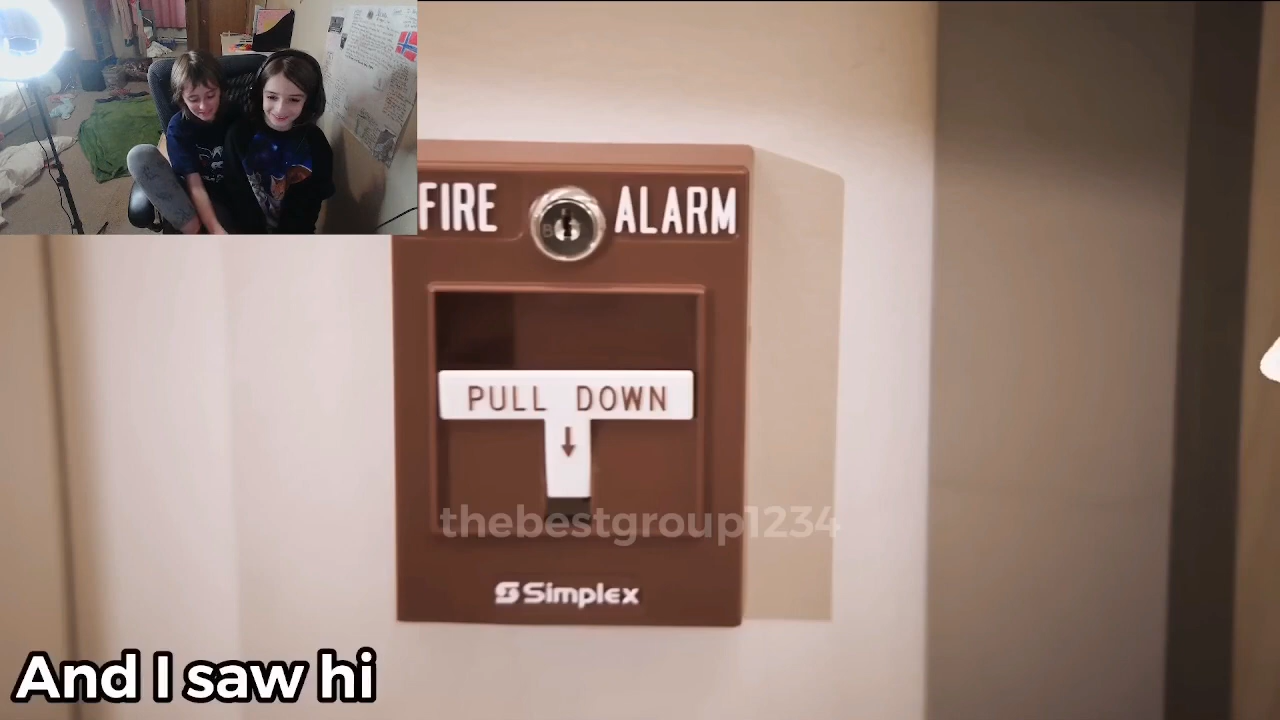 FIRE ALARM
PULL DOWN
thebestgroup1234
Simplex
And I saw hi